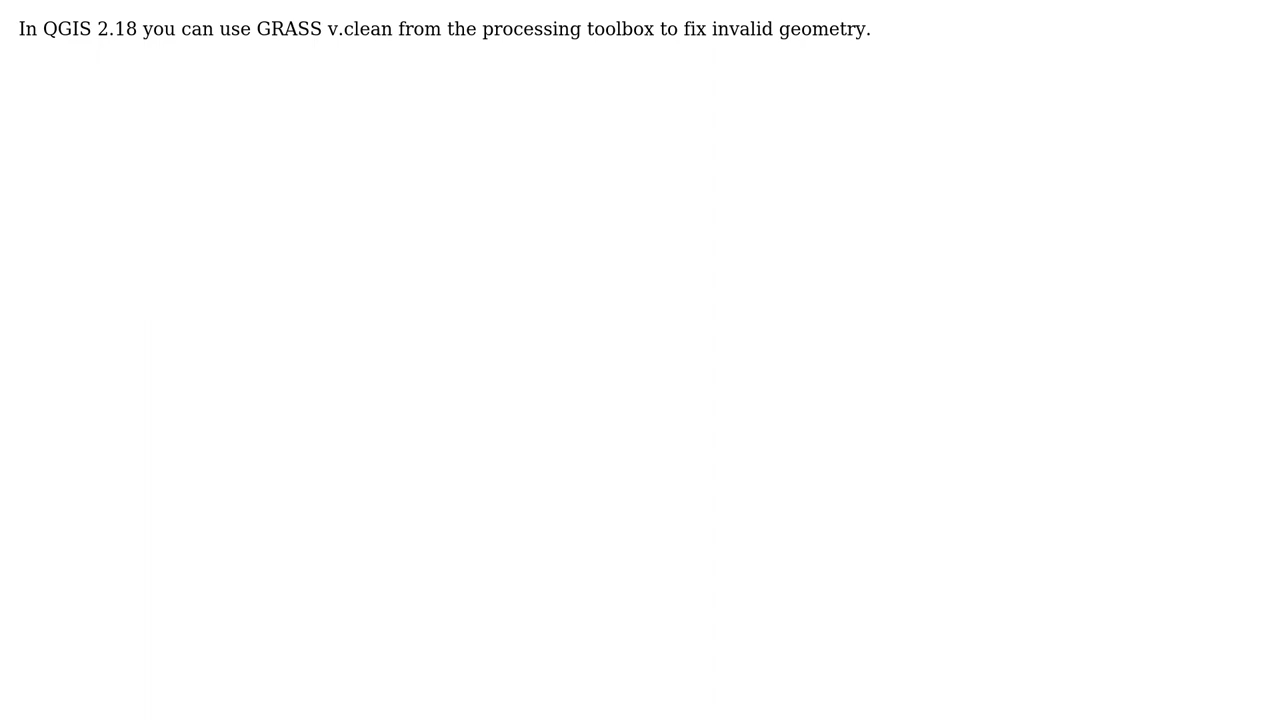 In QGIS 2.18 you can use GRASS v.clean from the processing toolbox to fix invalid geometry.